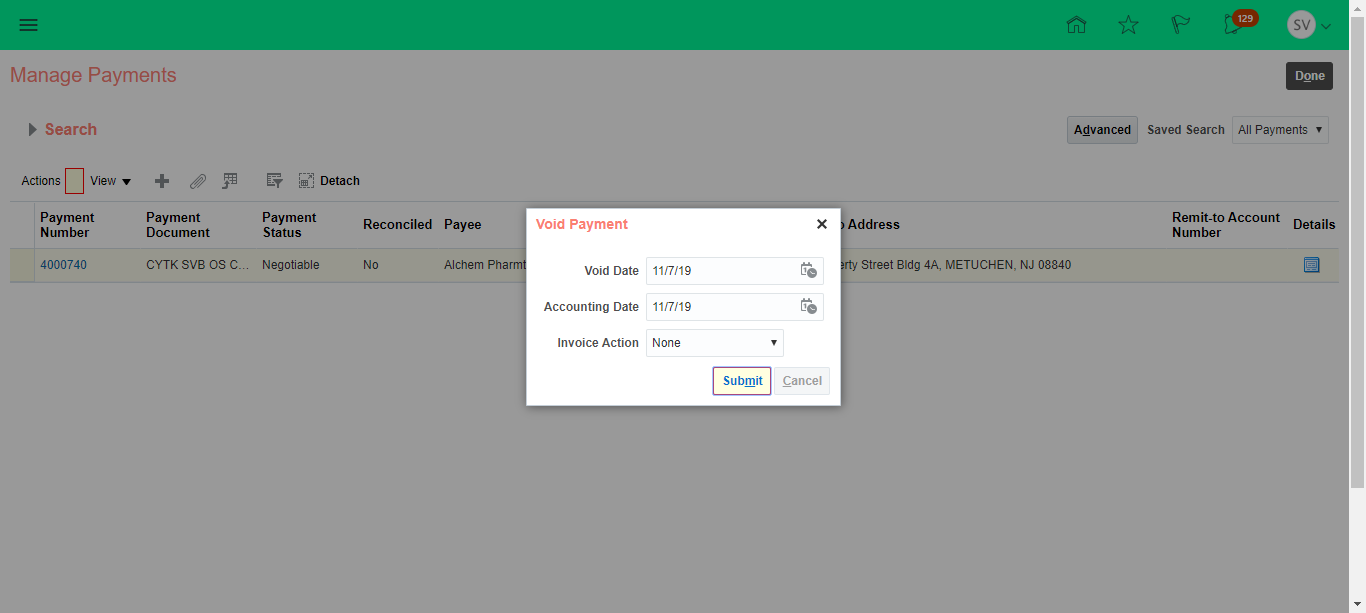 129
SV
Manage Payments
Done
Search
Advanced Saved Search All Payments
Actions View Detach
Payment Number Payment Document Payment Status Reconciled Payee Address Remit-to Account Number Details
4000740 CYTK SVB OS C... Negotiable No Alchem Street Bldg 4A, METUCHEN, NJ 08840
Void Payment
Void Date 11/7/19
Accounting Date 11/7/19
Invoice Action None
Submit Cancel